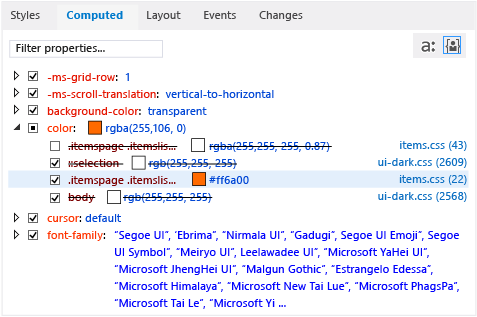 Styles Computed Layout Events Changes
Filter properties... a:
-ms-grid-row: 1
-ms-scroll-translation: vertical-to-horizontal
background-color: transparent
color: rgba(255,106, 0)
.itemspage .itemslis... rgba(255,255, 255, 0.87) items.css (43)
::selection rgb(255,255, 255) ui-dark.css (2609)
.itemspage .itemslis... #ff6a00 items.css (22)
body rgb(255,255, 255) ui-dark.css (2568)
cursor: default
font-family: "Segoe UI", 'Ebrima", "Nirmala UI", "Gadugi", Segoe UI Emoji", Segoe
UI Symbol", "Meiryo UI", Leelawadee UI", "Microsoft YaHei UI",
"Microsoft JhengHei UI", "Malgun Gothic", "Estrangelo Edessa",
"Microsoft Himalaya", "Microsoft New Tai Lue", "Microsoft PhagsPa",
"Microsoft Tai Le", "Microsoft Yi ...